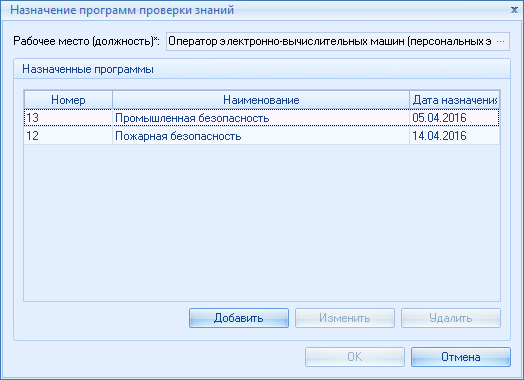 Назначение программ проверки знаний
Рабочее место (должность)*: Оператор электронно-вычислительных машин (персональных э ...
Назначенные программы
Номер Наименование Дата назначения
13 Промышленная безопасность 05.04.2016
12 Пожарная безопасность 14.04.2016
Добавить Изменить Удалить
OK Отмена